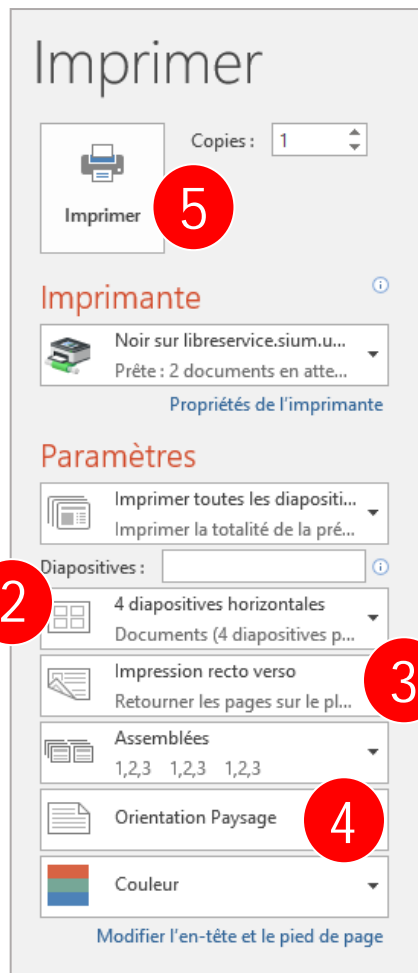 Imprimer
Copies : 1
Imprimer
5
Imprimante
Noir sur libreservice.sium.u...
Prête : 2 documents en atte...
Propriétés de l'imprimante
Paramètres
Imprimer toutes les diapositi...
Imprimer la totalité de la pré...
Diapositives :
2
4 diapositives horizontales
Documents (4 diapositives p...
Impression recto verso
Retourner les pages sur le pl...
3
Assemblées
1,2,3 1,2,3 1,2,3
Orientation Paysage
4
Couleur
Modifier l'en-tête et le pied de page